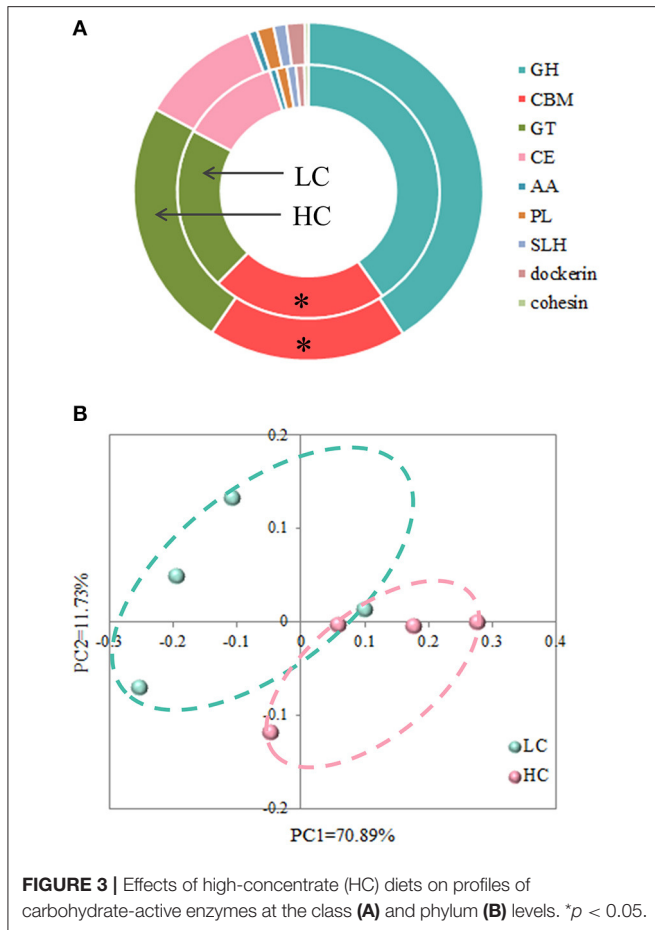 A
LC
HC
*
*
GH
CBM
GT
CE
AA
PL
SLH
dockerin
cohesin
B
0.2
0.1
0
-0.3
-0.2
-0.1
0
0.1
0.2
0.3
0.4
-0.1
-0.2
PC2=11.73%
PC1=70.89%
LC
HC
FIGURE 3 | Effects of high-concentrate (HC) diets on profiles of
carbohydrate-active enzymes at the class (A) and phylum (B) levels. *p < 0.05.